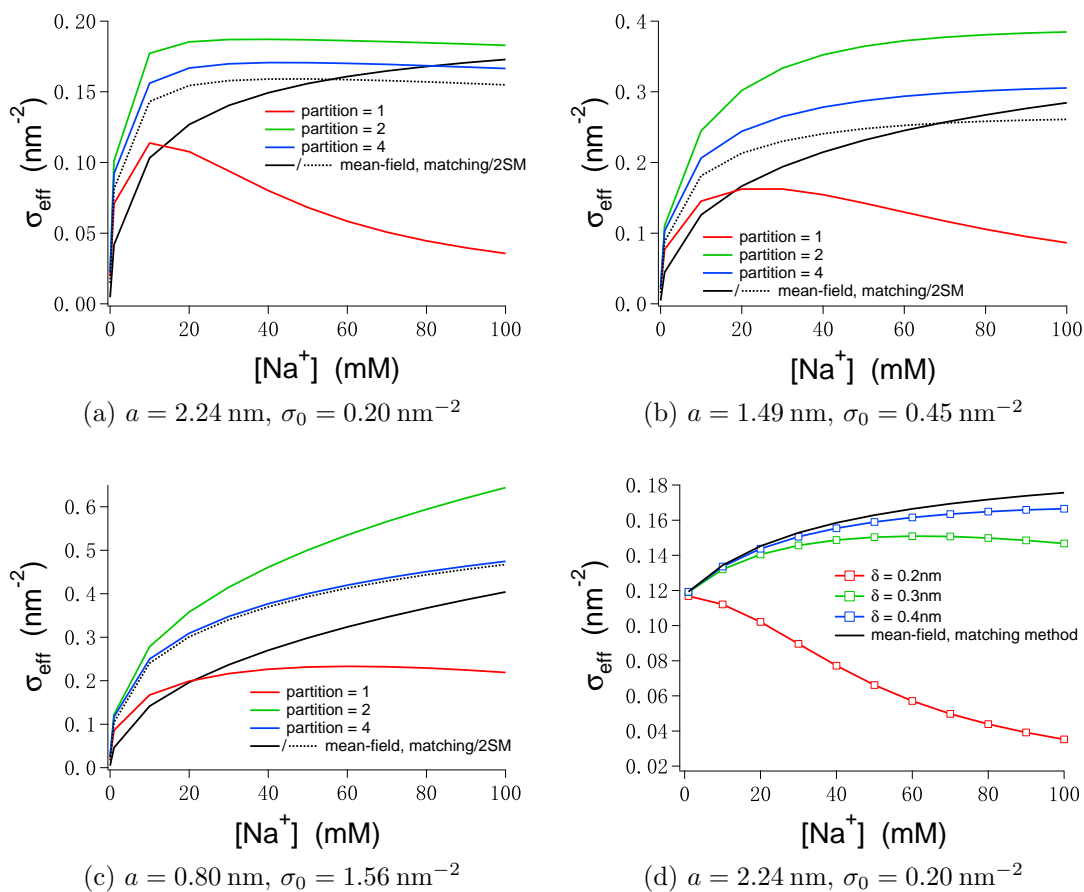 0.20
0.15
0.10
0.05
0.00
σeff (nm⁻²)
partition = 1
partition = 2
partition = 4
/ mean-field, matching/2SM
0 20 40 60 80 100
[Na⁺] (mM)
(a) a = 2.24 nm, σ₀ = 0.20 nm⁻²
0.4
0.3
0.2
0.1
0.0
σeff (nm⁻²)
partition = 1
partition = 2
partition = 4
/ mean-field, matching/2SM
0 20 40 60 80 100
[Na⁺] (mM)
(b) a = 1.49 nm, σ₀ = 0.45 nm⁻²
0.6
0.5
0.4
0.3
0.2
0.1
0.0
σeff (nm⁻²)
partition = 1
partition = 2
partition = 4
/ mean-field, matching/2SM
0 20 40 60 80 100
[Na⁺] (mM)
(c) a = 0.80 nm, σ₀ = 1.56 nm⁻²
0.18
0.16
0.14
0.12
0.10
0.08
0.06
0.04
0.02
σeff (nm⁻²)
δ = 0.2nm
δ = 0.3nm
δ = 0.4nm
mean-field, matching method
0 20 40 60 80 100
[Na⁺] (mM)
(d) a = 2.24 nm, σ₀ = 0.20 nm⁻²